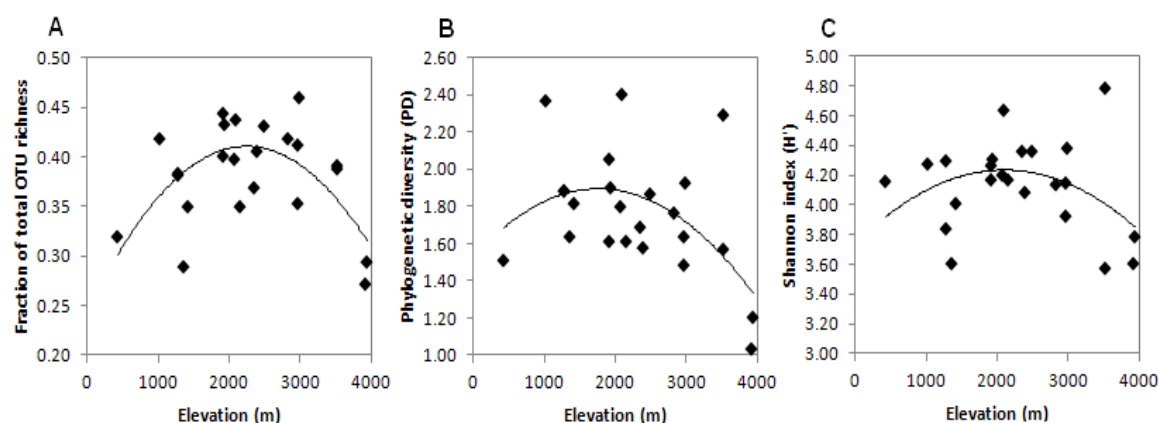 A
Fraction of total OTU richness
0.50
0.45
0.40
0.35
0.30
0.25
0.20
0 1000 2000 3000 4000
Elevation (m)
B
Phylogenetic diversity (PD)
2.60
2.40
2.20
2.00
1.80
1.60
1.40
1.20
1.00
0 1000 2000 3000 4000
Elevation (m)
C
Shannon index (H')
5.00
4.80
4.60
4.40
4.20
4.00
3.80
3.60
3.40
3.20
3.00
0 1000 2000 3000 4000
Elevation (m)